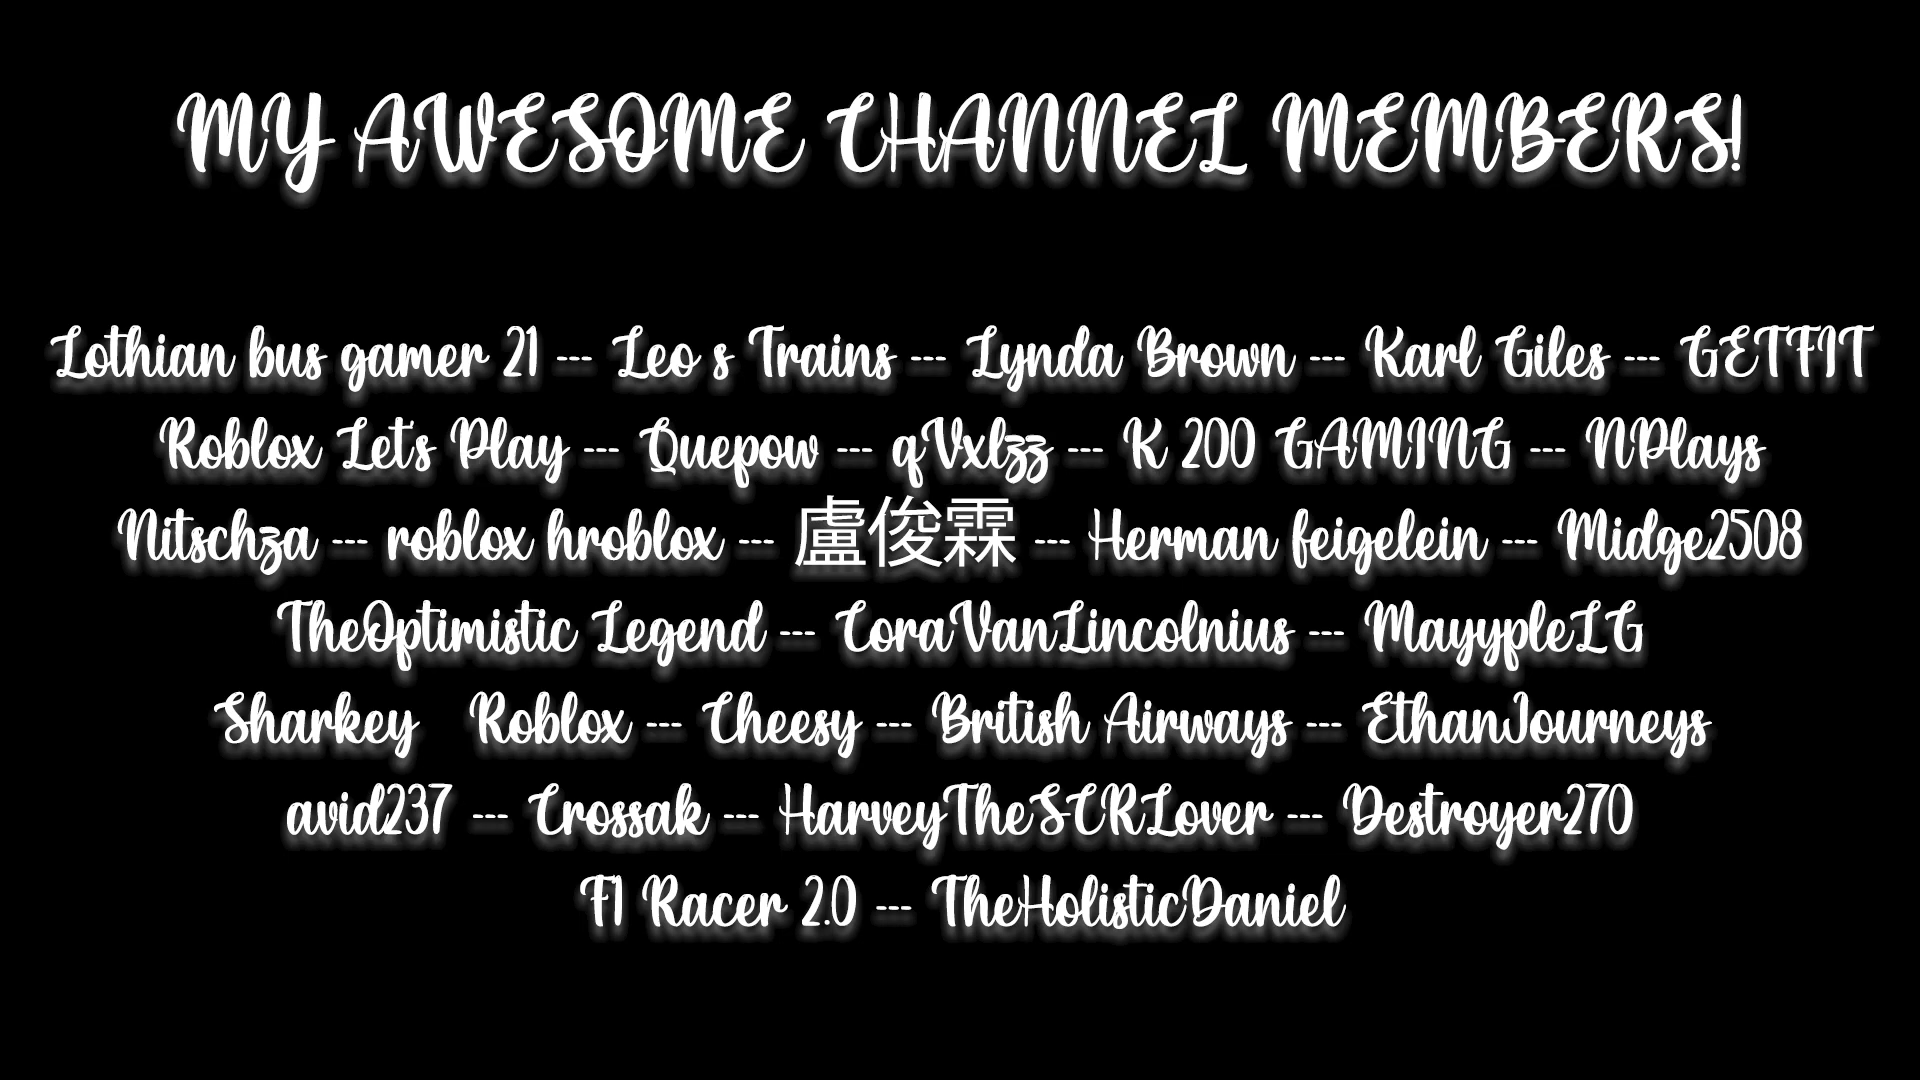 MY AWESOME CHANNEL MEMBERS!
Lothian bus gamer 21 --- Leo s Trains --- Lynda Brown --- Karl Giles --- GETFIT
Roblox Let's Play --- Quepow --- qVxlzz --- K 200 GAMING --- NPlays
Nitschza --- roblox hroblox --- 盧俊霖 --- Herman feigelein --- Midge2508
TheOptimistic Legend --- CoraVanLincolnius --- MayypleLG
Sharkey Roblox --- Cheesy --- British Airways --- EthanJourneys
avid237 --- Crossak --- HarveyTheSCRLover --- Destroyer270
F1 Racer 2.0 --- TheHolisticDaniel